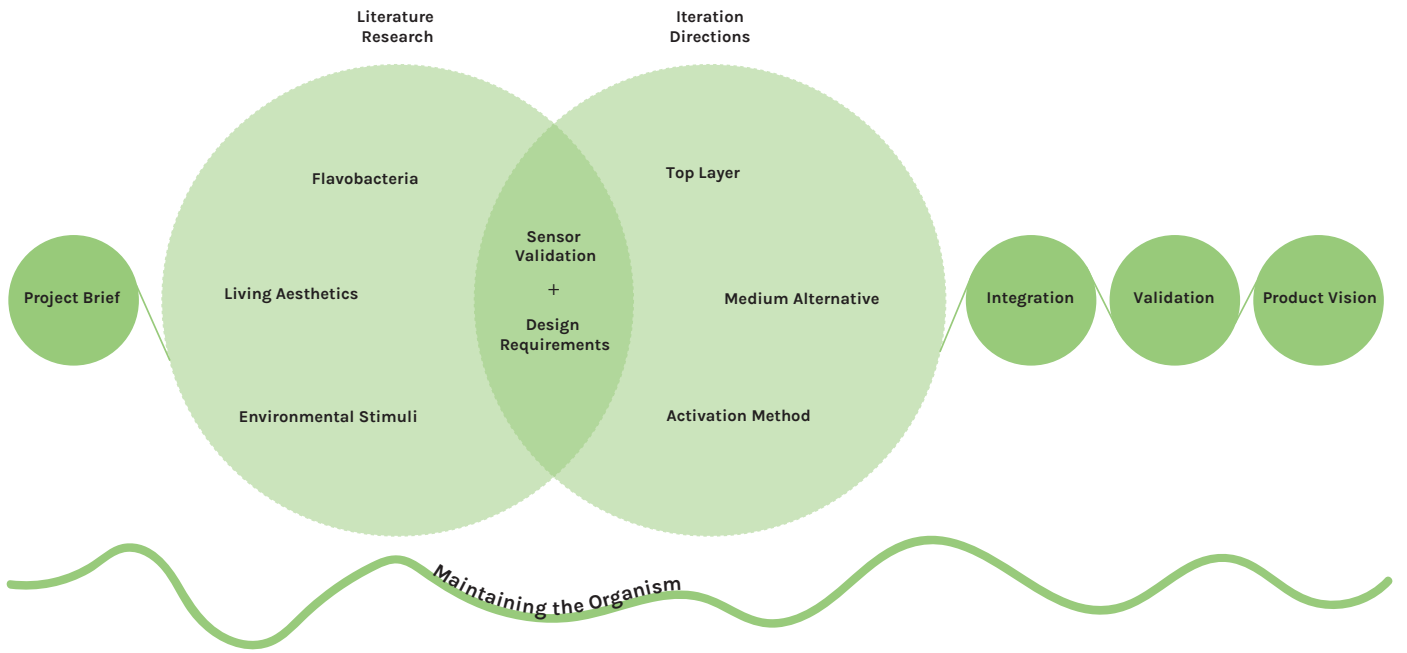 Literature
Research
Iteration
Directions
Flavobacteria
Top Layer
Sensor
Validation
+
Design
Requirements
Project Brief
Living Aesthetics
Medium Alternative
Integration
Validation
Product Vision
Environmental Stimuli
Activation Method
Maintaining the Organism